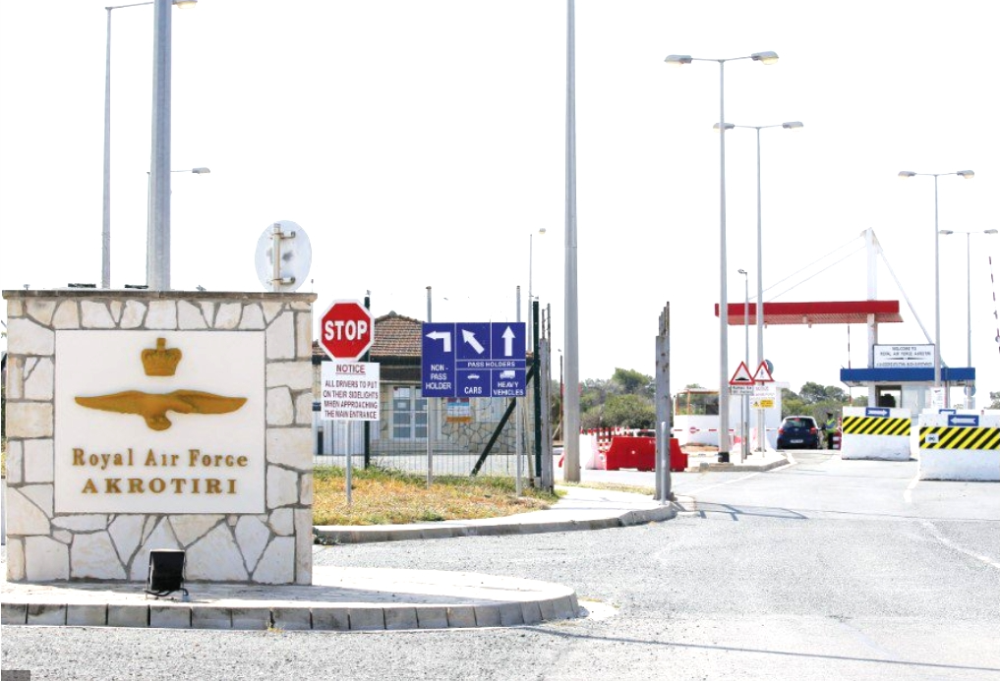 Royal Air Force
AKROTIRI
STOP
NOTICE
ALL DRIVERS TO PUT
ON THEIR SIDELIGHTS
WHEN APPROACHING
THE MAIN ENTRANCE
NON-
PASS
HOLDER
PASS HOLDERS
CARS
HEAVY
VEHICLES
WELCOME TO
ROYAL AIR FORCE AKROTIRI